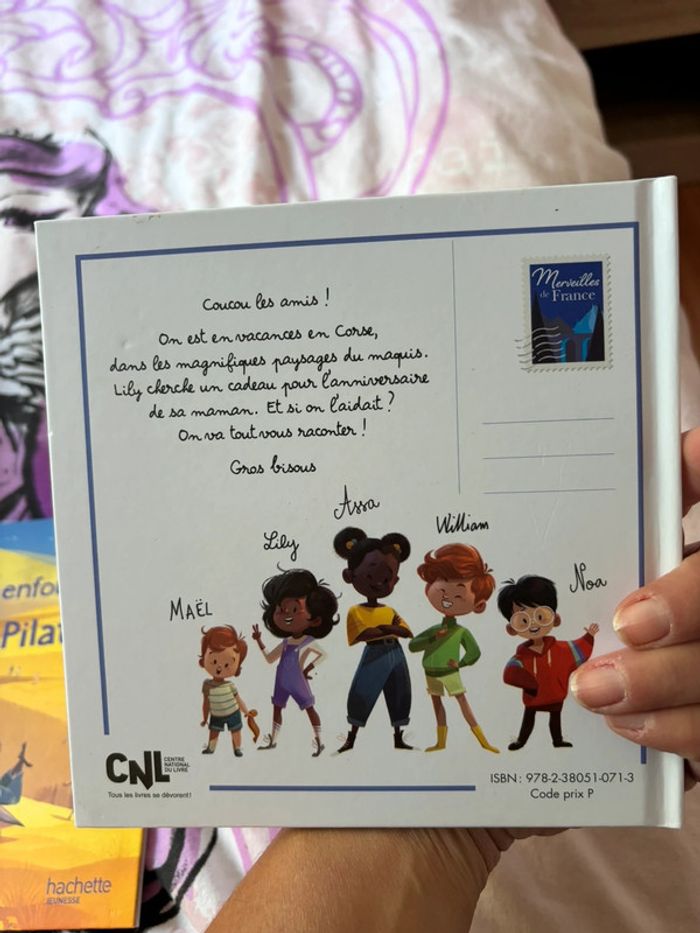 Coucou les amis !
On est en vacances en Corse,
dans les magnifiques paysages du maquis.
Lily cherche un cadeau pour l'anniversaire
de sa maman. Et si on l'aidait ?
On va tout vous raconter !
Gros bisous
Merveilles
de France
Assa
William
Lily
Noa
MAËL
CNL CENTRE
NATIONAL
DU LIVRE
Tous les livres se dévorent !
ISBN : 978-2-38051-071-3
Code prix P
hachette
JEUNESSE